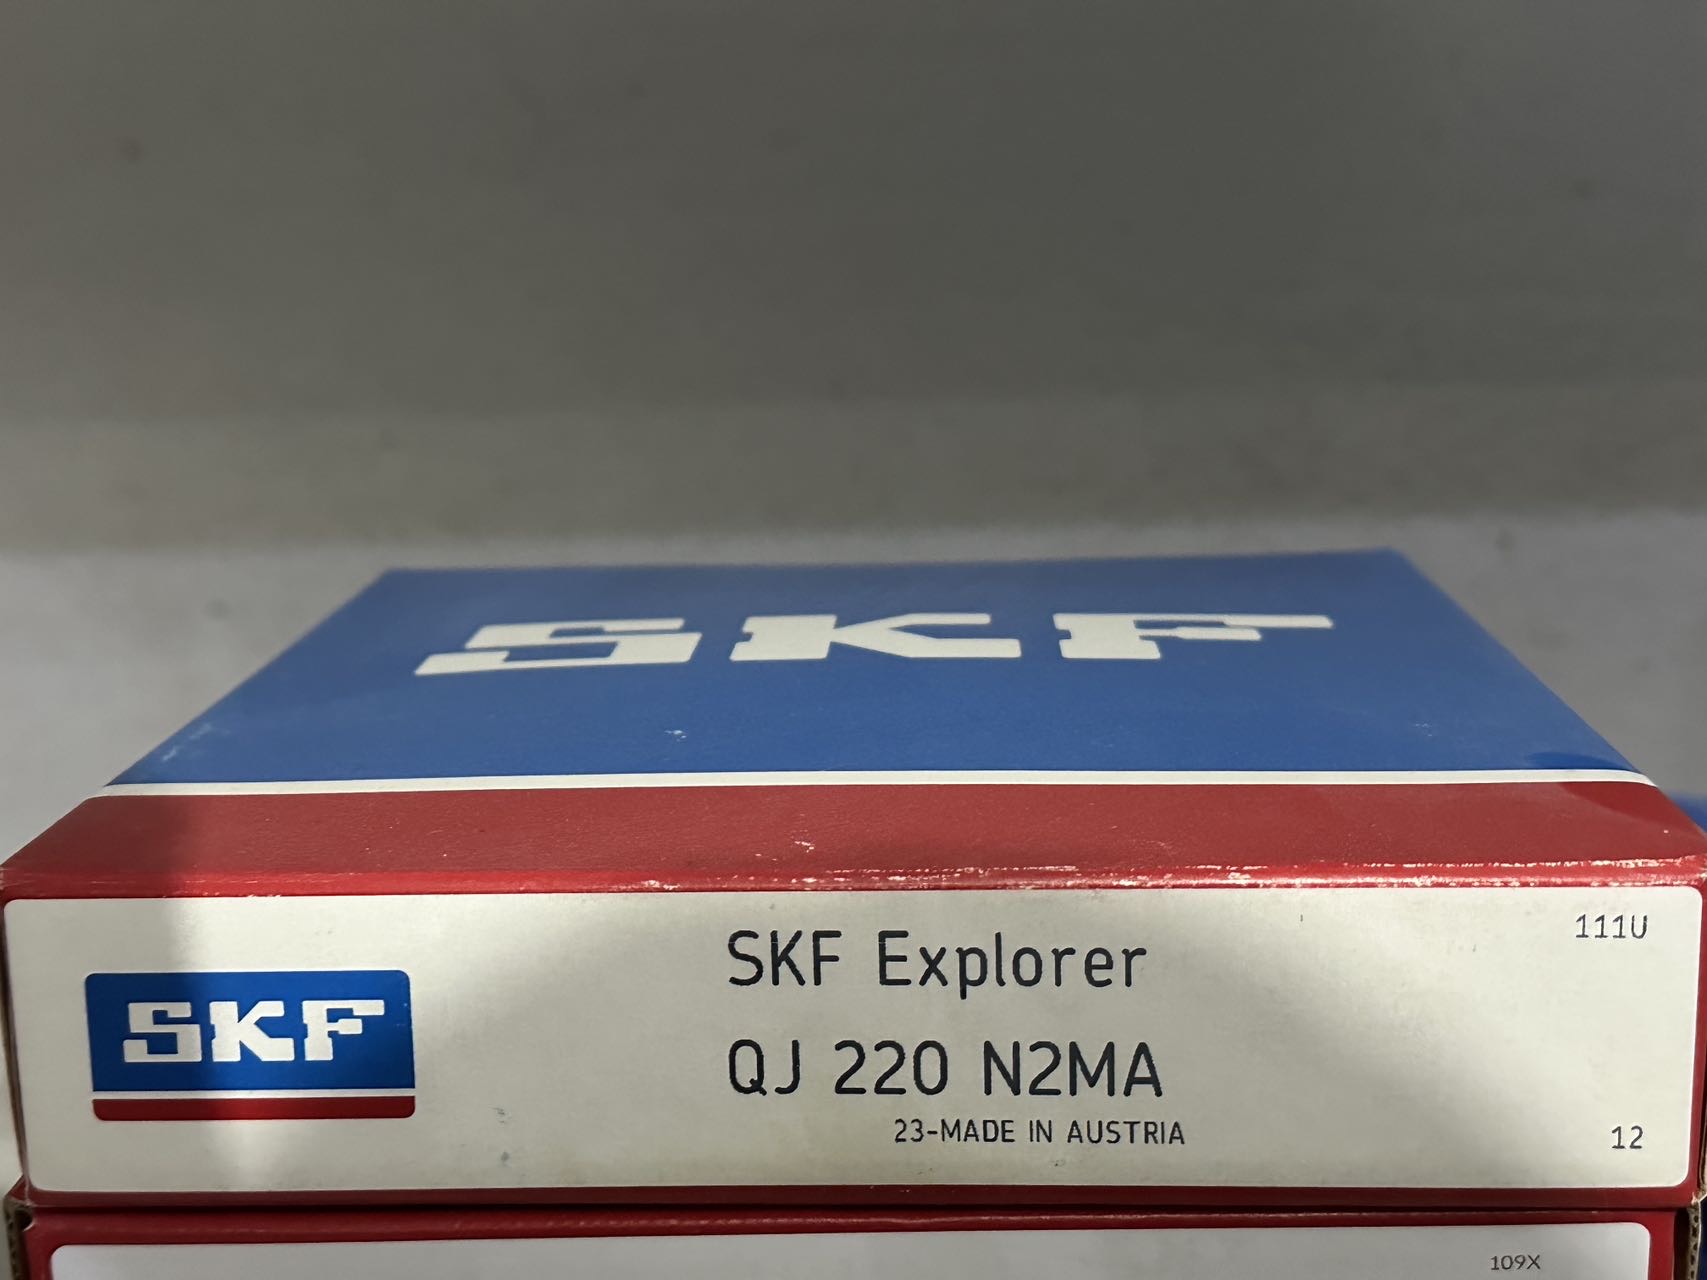 SKF
SKF Explorer
111U
SKF
QJ 220 N2MA
23-MADE IN AUSTRIA
12
109X